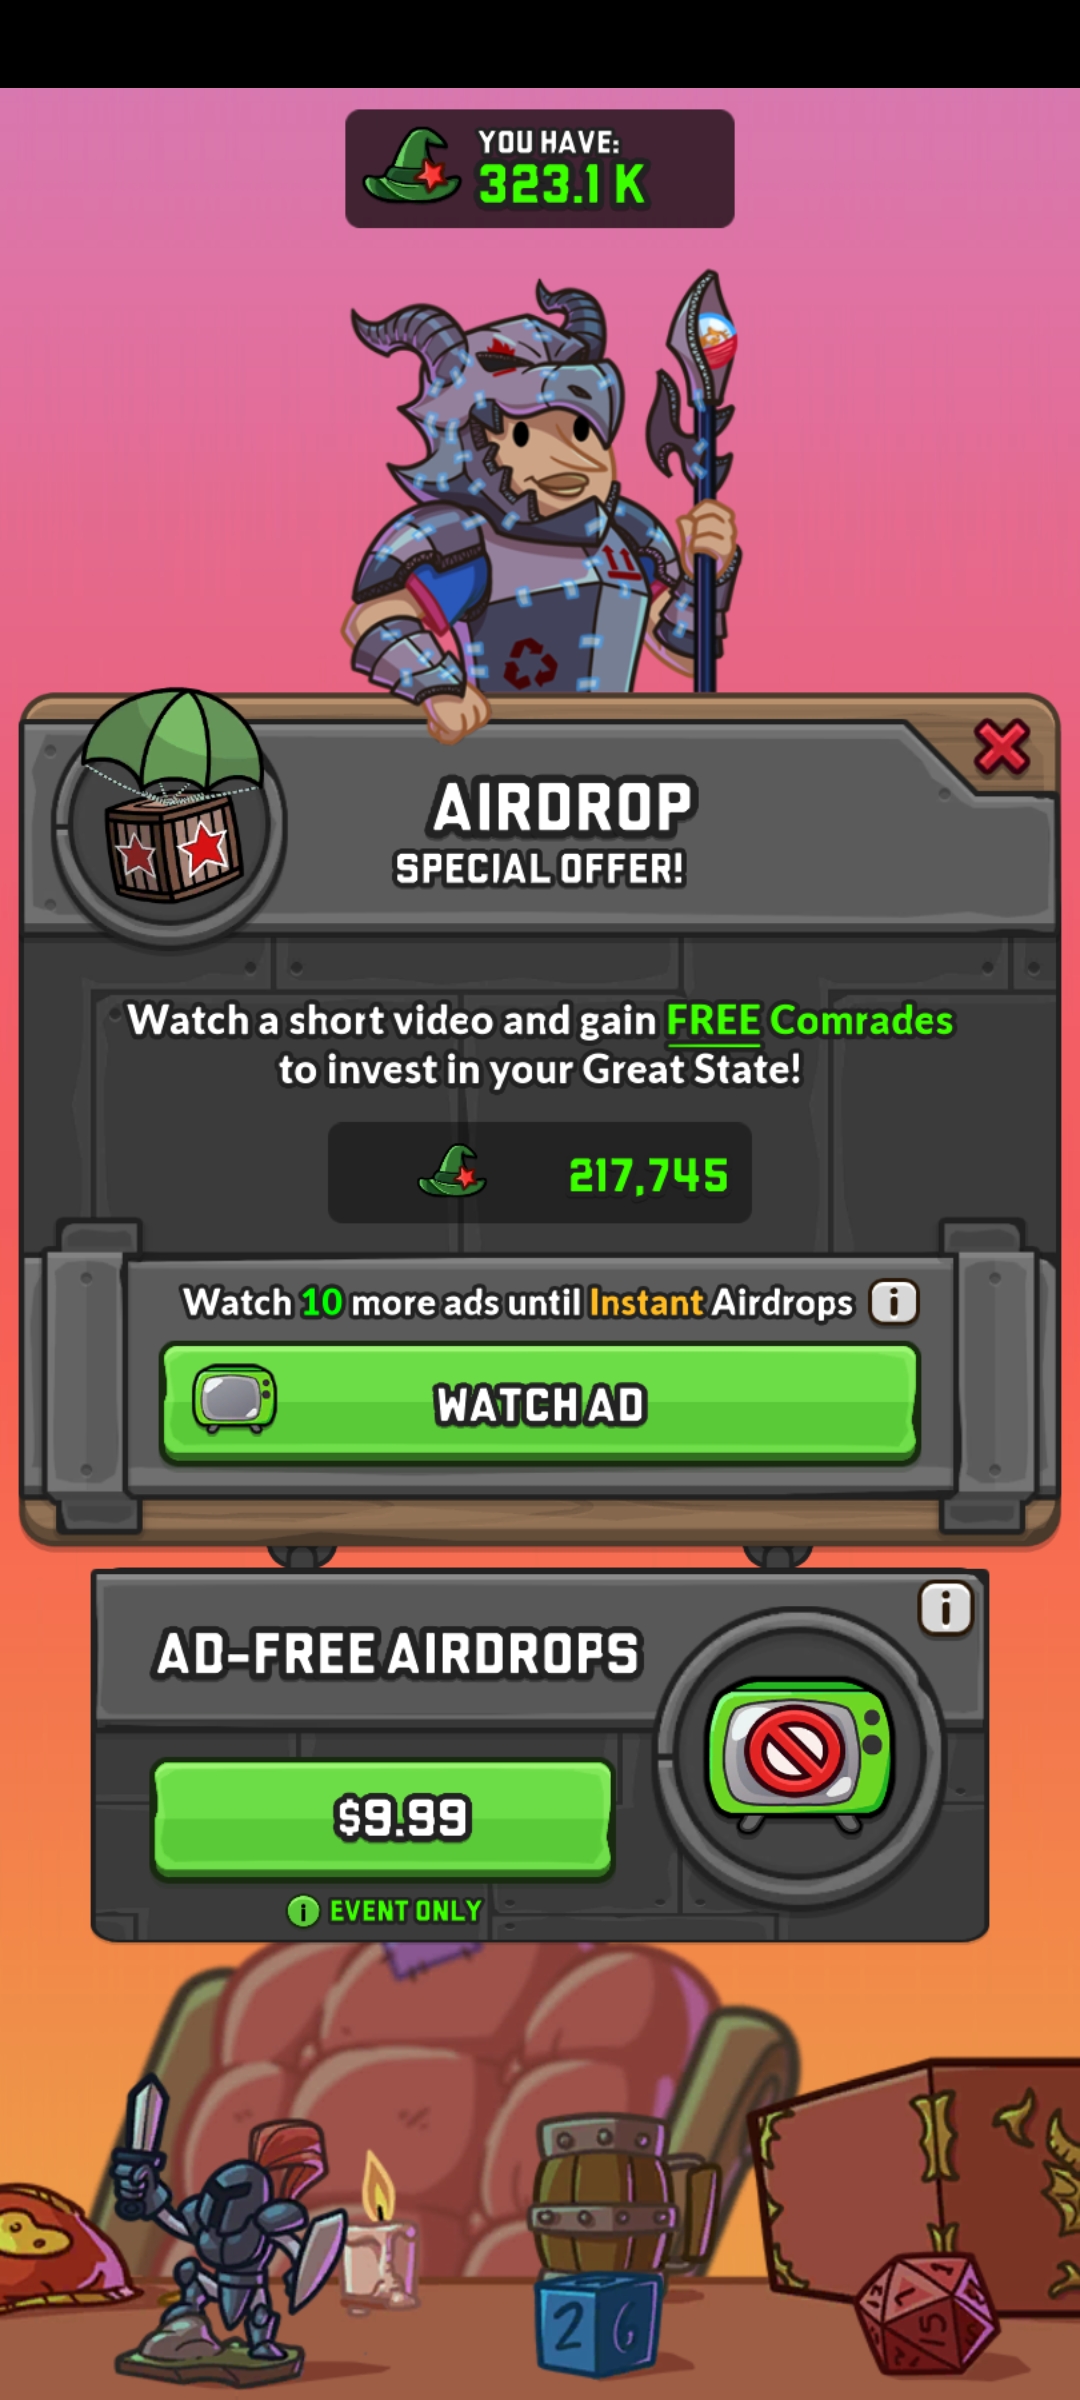 YOU HAVE:
323.1 K
AIRDROP
SPECIAL OFFER!
Watch a short video and gain FREE Comrades
to invest in your Great State!
217,745
Watch 10 more ads until Instant Airdrops
i
WATCH AD
i
AD-FREE AIRDROPS
$9.99
i EVENT ONLY
2 6
15